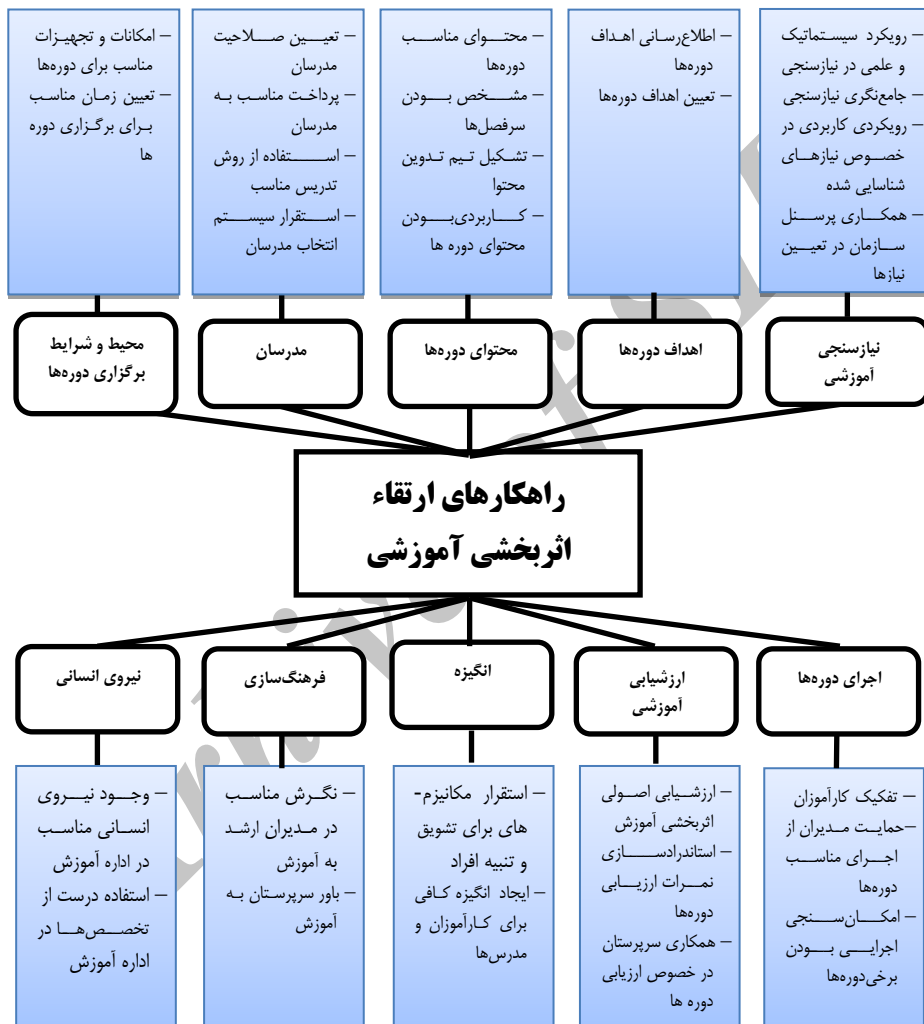 – رویکرد سیستماتیک
و علمی در نیازسنجی
– جامع‌نگری نیازسنجی
– رویکردی کاربردی در
خصوص نیازهای
شناسایی شده
– همکاری پرسنل
سازمان در تعیین
نیازها
– اطلاع‌رسانی اهداف
دوره‌ها
– تعیین اهداف دوره‌ها
– محتوای مناسب
دوره‌ها
– مشخص بودن
سرفصل‌ها
– تشکیل تیم تدوین
محتوا
– کاربردی‌بودن
محتوای دوره ها
– تعیین صلاحیت
مدرسان
– پرداخت مناسب به
مدرسان
– استفاده از روش
تدریس مناسب
– استقرار سیستم
انتخاب مدرسان
– امکانات و تجهیزات
مناسب برای دوره‌ها
– تعیین زمان مناسب
برای برگزاری دوره
ها
نیازسنجی
آموزشی
اهداف دوره‌ها
محتوای دوره‌ها
مدرسان
محیط و شرایط
برگزاری دوره‌ها
راهکارهای ارتقاء
اثربخشی آموزشی
اجرای دوره‌ها
ارزشیابی
آموزشی
انگیزه
فرهنگ‌سازی
نیروی انسانی
– تفکیک کارآموزان
–حمایت مدیران از
اجرای مناسب
دوره‌ها
– امکان‌سنجی
اجرایی بودن
برخی‌دوره‌ها
– ارزشیابی اصولی
اثربخشی آموزش
– استاندردسازی
نمرات ارزیابی
دوره‌ها
– همکاری سرپرستان
در خصوص ارزیابی
دوره ها
– استقرار مکانیزم-
های برای تشویق
و تنبیه افراد
– ایجاد انگیزه کافی
برای کارآموزان و
مدرس‌ها
– نگرش مناسب
در مدیران ارشد
به آموزش
– باور سرپرستان به
آموزش
– وجود نیروی
انسانی مناسب
در اداره آموزش
– استفاده درست از
تخصص‌ها در
اداره آموزش